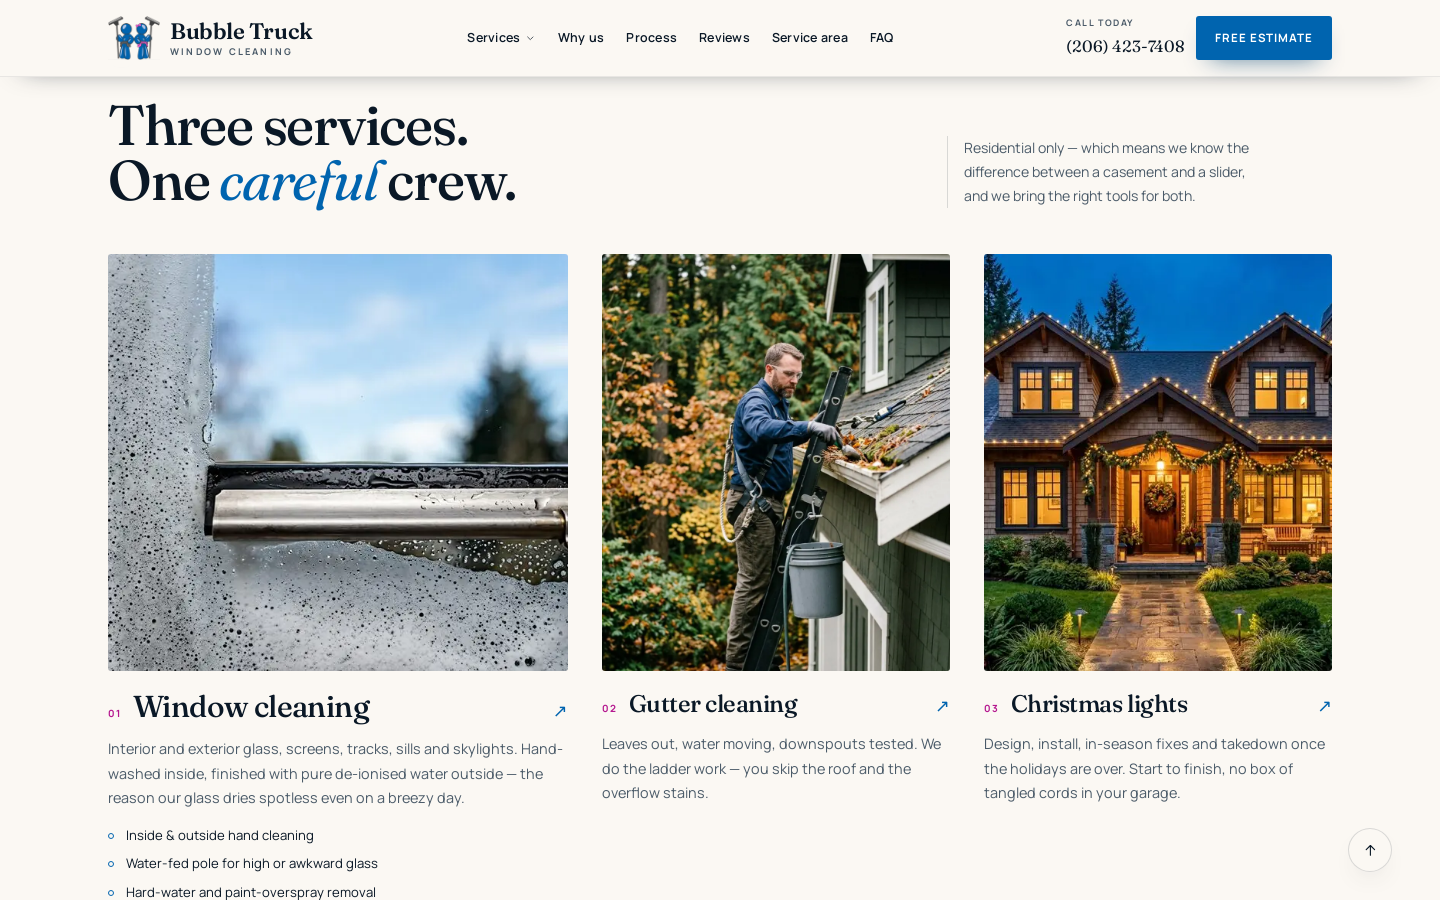 Bubble Truck
WINDOW CLEANING
Services
Why us
Process
Reviews
Service area
FAQ
CALL TODAY
(206) 423-7408
FREE ESTIMATE
Three services.
One careful crew.
Residential only — which means we know the
difference between a casement and a slider,
and we bring the right tools for both.
01 Window cleaning ↗
Interior and exterior glass, screens, tracks, sills and skylights. Hand-
washed inside, finished with pure de-ionised water outside — the
reason our glass dries spotless even on a breezy day.
Inside & outside hand cleaning
Water-fed pole for high or awkward glass
Hard-water and paint-overspray removal
02 Gutter cleaning ↗
Leaves out, water moving, downspouts tested. We
do the ladder work — you skip the roof and the
overflow stains.
03 Christmas lights ↗
Design, install, in-season fixes and takedown once
the holidays are over. Start to finish, no box of
tangled cords in your garage.
↑